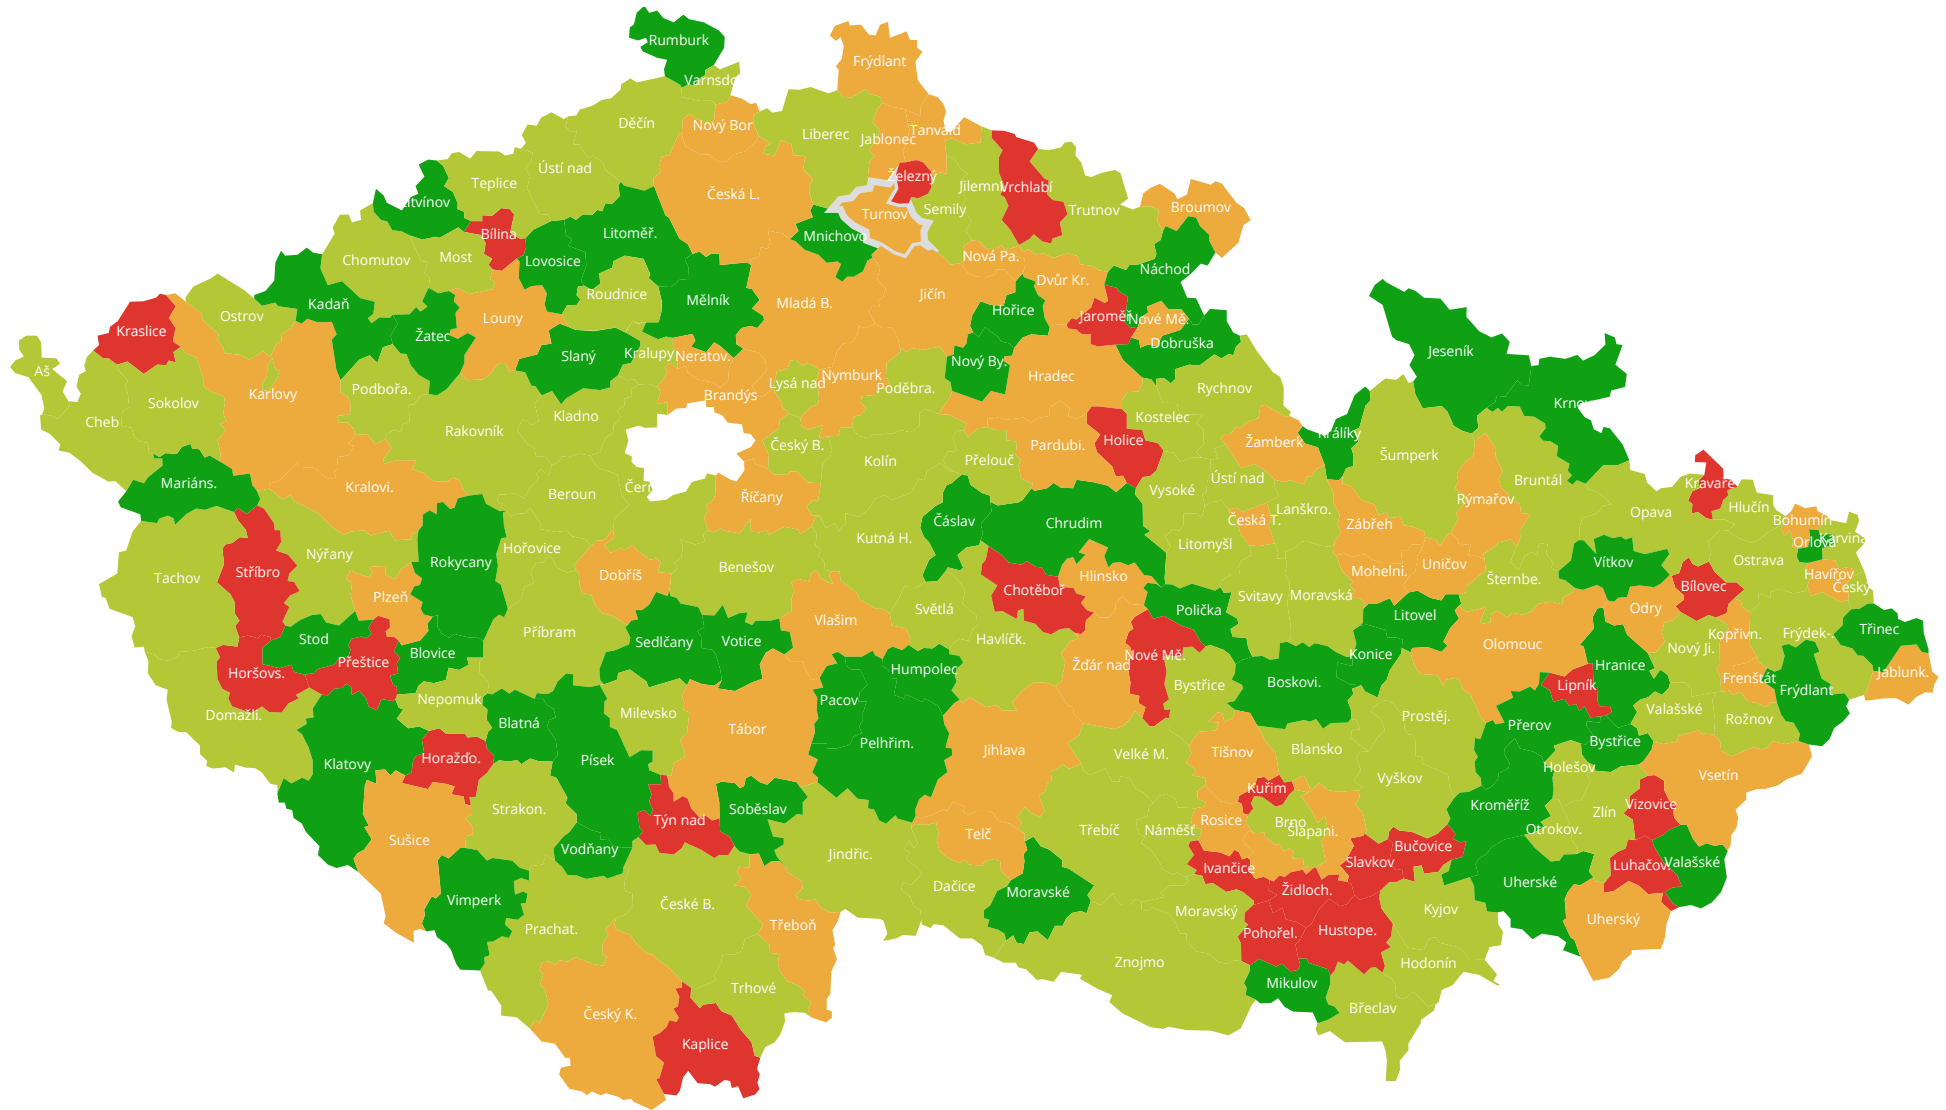 Rumburk
Frýdlant
Varnsdo
Děčín
Nový Bor
Liberec
Jablonec
Tanvald
Ústí nad
Teplice
Železný
Česká L.
Jilemni
Vrchlabí
itvínov
Turnov
Semily
Trutnov
Broumov
Bílina
Litoměř.
Mnichovo
Chomutov
Most
Lovosice
Nová Pa.
Náchod
Dvůr Kr.
Roudnice
Kadaň
Mělník
Mladá B.
Jičín
Hořice
Ostrov
Louny
Jaroměř
Nové Mě.
Kraslice
Žatec
Dobruška
Slaný
Kralupy
Neratov.
Nový By.
Jeseník
Aš
Nymburk
Hradec
Lysá nad
Poděbra.
Podbořa.
Karlovy
Brandýs
Rychnov
Sokolov
Krnov
Kladno
Kostelec
Cheb
Rakovník
Králíky
Holice
Žamberk
Český B.
Pardubi.
Šumperk
Kolín
Přelouč
Ústí nad
Bruntál
Mariáns.
Kralovi.
Čern
Beroun
Říčany
Vysoké
Kravaře
Rýmařov
Hlučín
Lanškro.
Opava
Čáslav
Chrudim
Česká T.
Zábřeh
Bohumín
Kutná H.
Litomyšl
Orlová
Karviná
Hořovice
Nýřany
Rokycany
Ostrava
Vítkov
Uničov
Stříbro
Tachov
Dobříš
Benešov
Hlinsko
Mohelni.
Šternbe.
Havířov
Český
Bílovec
Chotěboř
Plzeň
Svitavy
Moravská
Světlá
Polička
Odry
Litovel
Vlašim
Příbram
Stod
Sedlčany
Votice
Havlíčk.
Olomouc
Kopřivn.
Frýdek-.
Třinec
Blovice
Nové Mě.
Konice
Nový Ji.
Přeštice
Žďár nad
Hranice
Humpolec
Horšovs.
Jablunk.
Boskovi.
Bystřice
Lipník
Frenštát
Frýdlant
Nepomuk
Pacov
Domažli.
Milevsko
Prostěj.
Valašské
Rožnov
Blatná
Přerov
Tábor
Pelhřim.
Bystřice
Jihlava
Blansko
Velké M.
Tišnov
Klatovy
Horažďo.
Písek
Holešov
Vsetín
Vyškov
Kuřim
Strakon.
Soběslav
Kroměříž
Vizovice
Týn nad
Zlín
Rosice
Brno
Šlapani.
Telč
Třebíč
Náměšť
Otrokov.
Sušice
Bučovice
Vodňany
Jindřic.
Slavkov
Valašské
Luhačov.
Ivančice
Uherské
Dačice
Moravské
Židloch.
Vimperk
České B.
Moravský
Kyjov
Uherský
Třeboň
Prachat.
Pohořel.
Hustope.
Znojmo
Hodonín
Mikulov
Trhové
Břeclav
Český K.
Kaplice